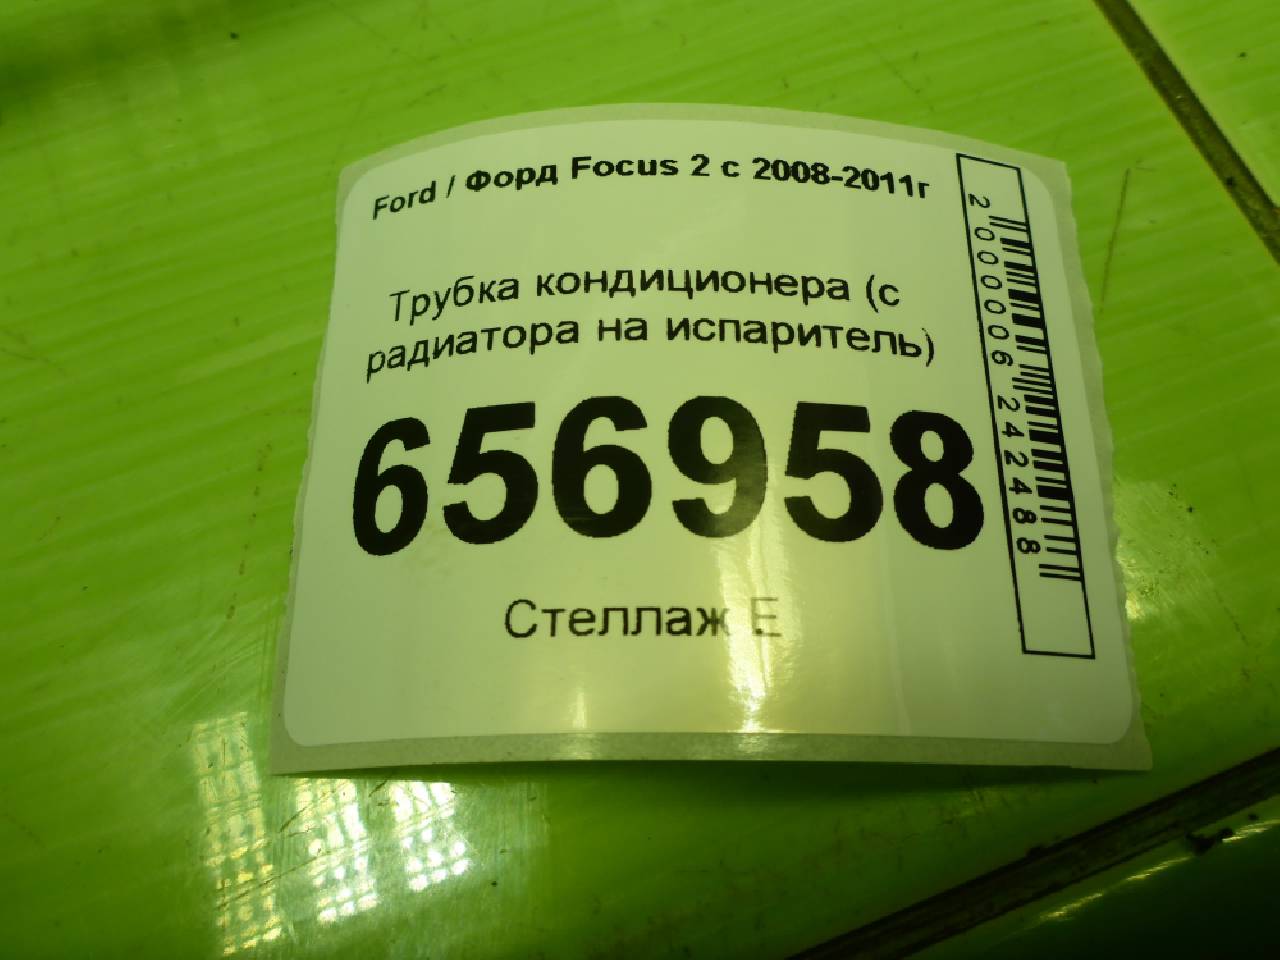 Ford / Форд Focus 2 с 2008-2011г
Трубка кондиционера (с
радиатора на испаритель)
656958
Стеллаж Е
2000006242488